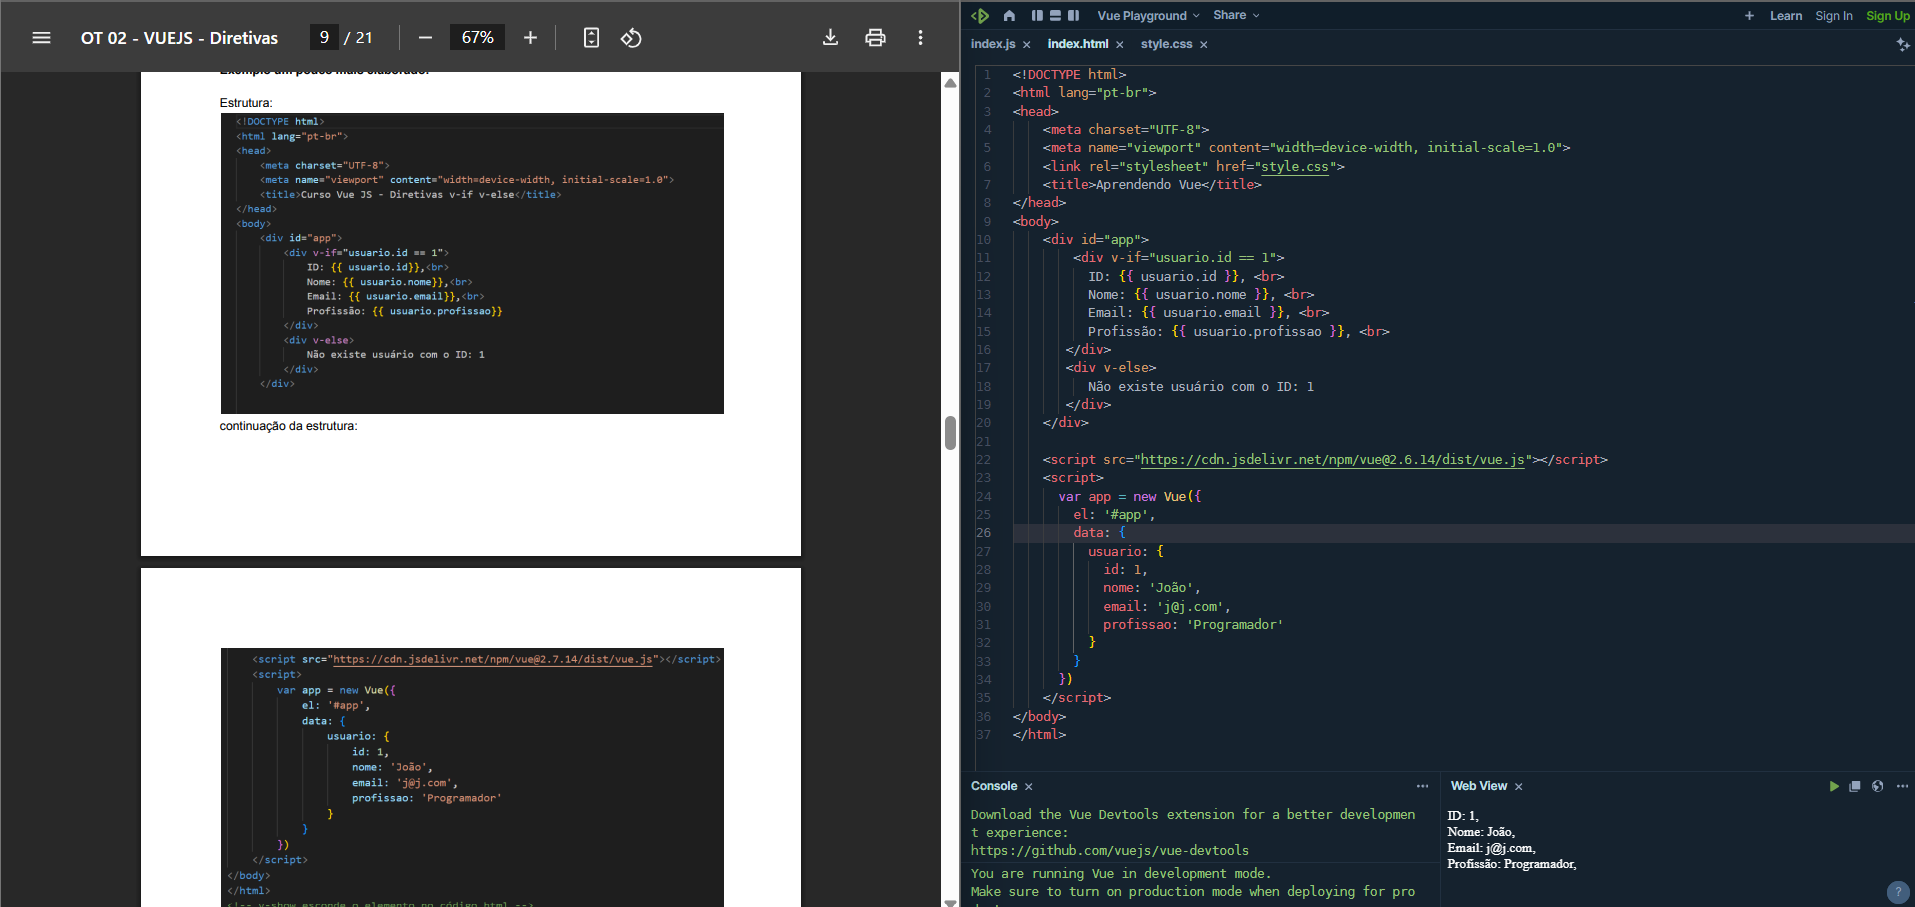 OT 02 - VUEJS - Diretivas
9 / 21
67%
Exemplo um pouco mais elaborado:
Estrutura:
<!DOCTYPE html>
<html lang="pt-br">
<head>
<meta charset="UTF-8">
<meta name="viewport" content="width=device-width, initial-scale=1.0">
<title>Curso Vue JS - Diretivas v-if v-else</title>
</head>
<body>
<div id="app">
<div v-if="usuario.id == 1">
ID: {{ usuario.id}},<br>
Nome: {{ usuario.nome}},<br>
Email: {{ usuario.email}},<br>
Profissão: {{ usuario.profissao}}
</div>
<div v-else>
Não existe usuário com o ID: 1
</div>
</div>
continuação da estrutura:
<script src="https://cdn.jsdelivr.net/npm/vue@2.7.14/dist/vue.js"></script>
<script>
var app = new Vue({
el: '#app',
data: {
usuario: {
id: 1,
nome: 'João',
email: 'j@j.com',
profissao: 'Programador'
}
}
})
</script>
</body>
</html>
<!-- v-show esconde o elemento no código html -->
Vue Playground
Share
+
Learn
Sign In
Sign Up
index.js ×
index.html ×
style.css ×
1 <!DOCTYPE html>
2 <html lang="pt-br">
3 <head>
4 <meta charset="UTF-8">
5 <meta name="viewport" content="width=device-width, initial-scale=1.0">
6 <link rel="stylesheet" href="style.css">
7 <title>Aprendendo Vue</title>
8 </head>
9 <body>
10 <div id="app">
11 <div v-if="usuario.id == 1">
12 ID: {{ usuario.id }}, <br>
13 Nome: {{ usuario.nome }}, <br>
14 Email: {{ usuario.email }}, <br>
15 Profissão: {{ usuario.profissao }}, <br>
16 </div>
17 <div v-else>
18 Não existe usuário com o ID: 1
19 </div>
20 </div>
21
22 <script src="https://cdn.jsdelivr.net/npm/vue@2.6.14/dist/vue.js"></script>
23 <script>
24 var app = new Vue({
25 el: '#app',
26 data: {
27 usuario: {
28 id: 1,
29 nome: 'João',
30 email: 'j@j.com',
31 profissao: 'Programador'
32 }
33 }
34 })
35 </script>
36 </body>
37 </html>
Console ×
Download the Vue Devtools extension for a better developmen
t experience:
https://github.com/vuejs/vue-devtools
You are running Vue in development mode.
Make sure to turn on production mode when deploying for pro
Web View ×
ID: 1,
Nome: João,
Email: j@j.com,
Profissão: Programador,
?